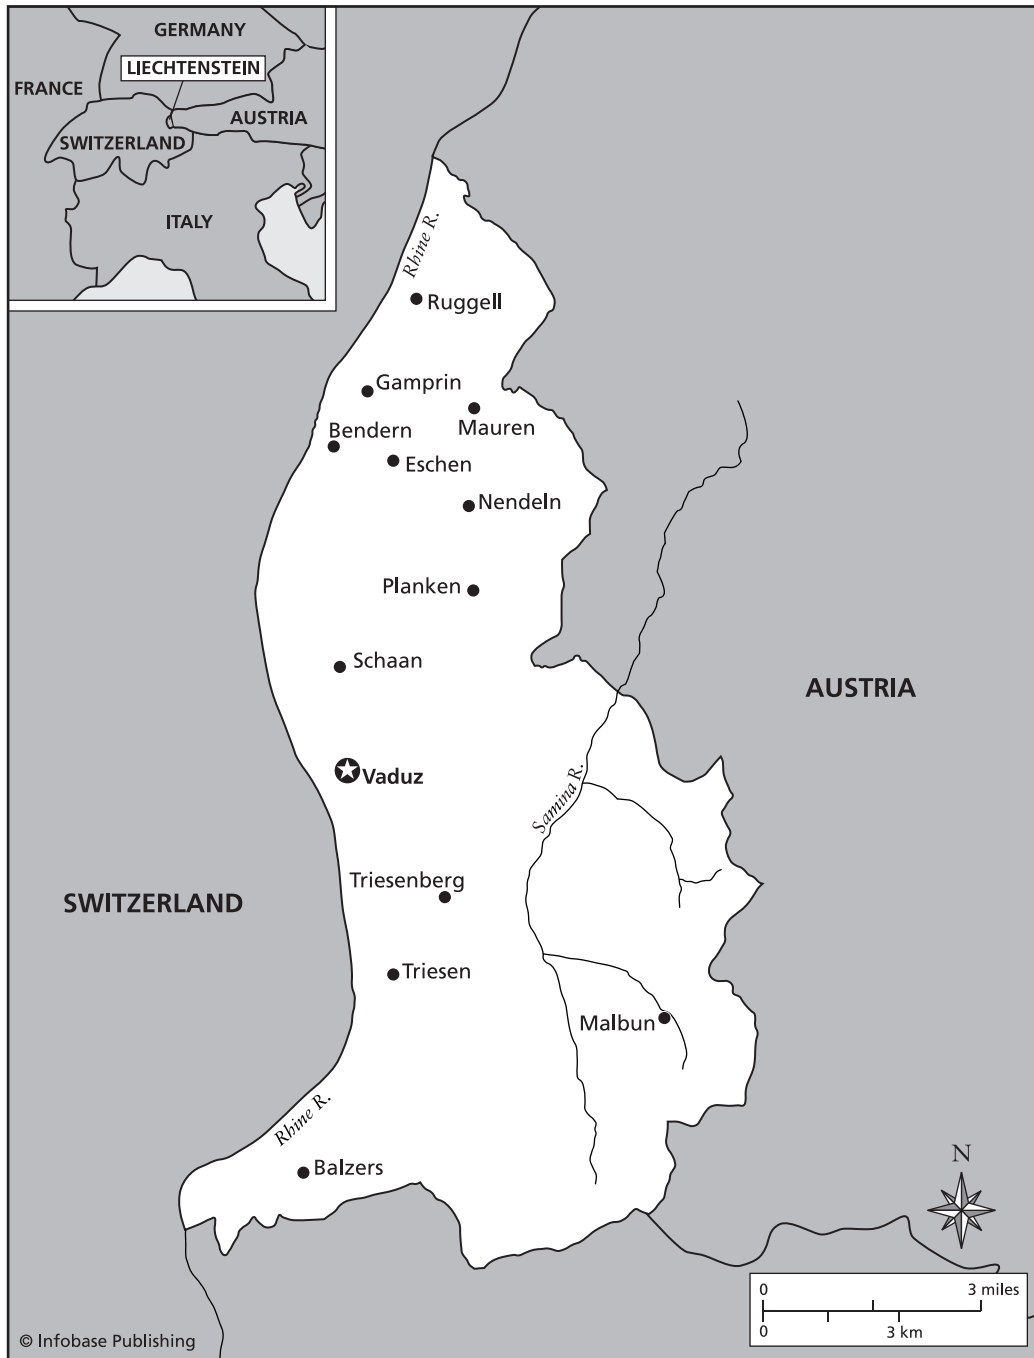 GERMANY
LIECHTENSTEIN
FRANCE
AUSTRIA
SWITZERLAND
ITALY
Rhine R.
Ruggell
Gamprin
Mauren
Bendern
Eschen
Nendeln
Planken
Schaan
AUSTRIA
Vaduz
Samina R.
Triesenberg
SWITZERLAND
Triesen
Malbun
Rhine R.
Balzers
N
0 3 miles
0 3 km
© Infobase Publishing